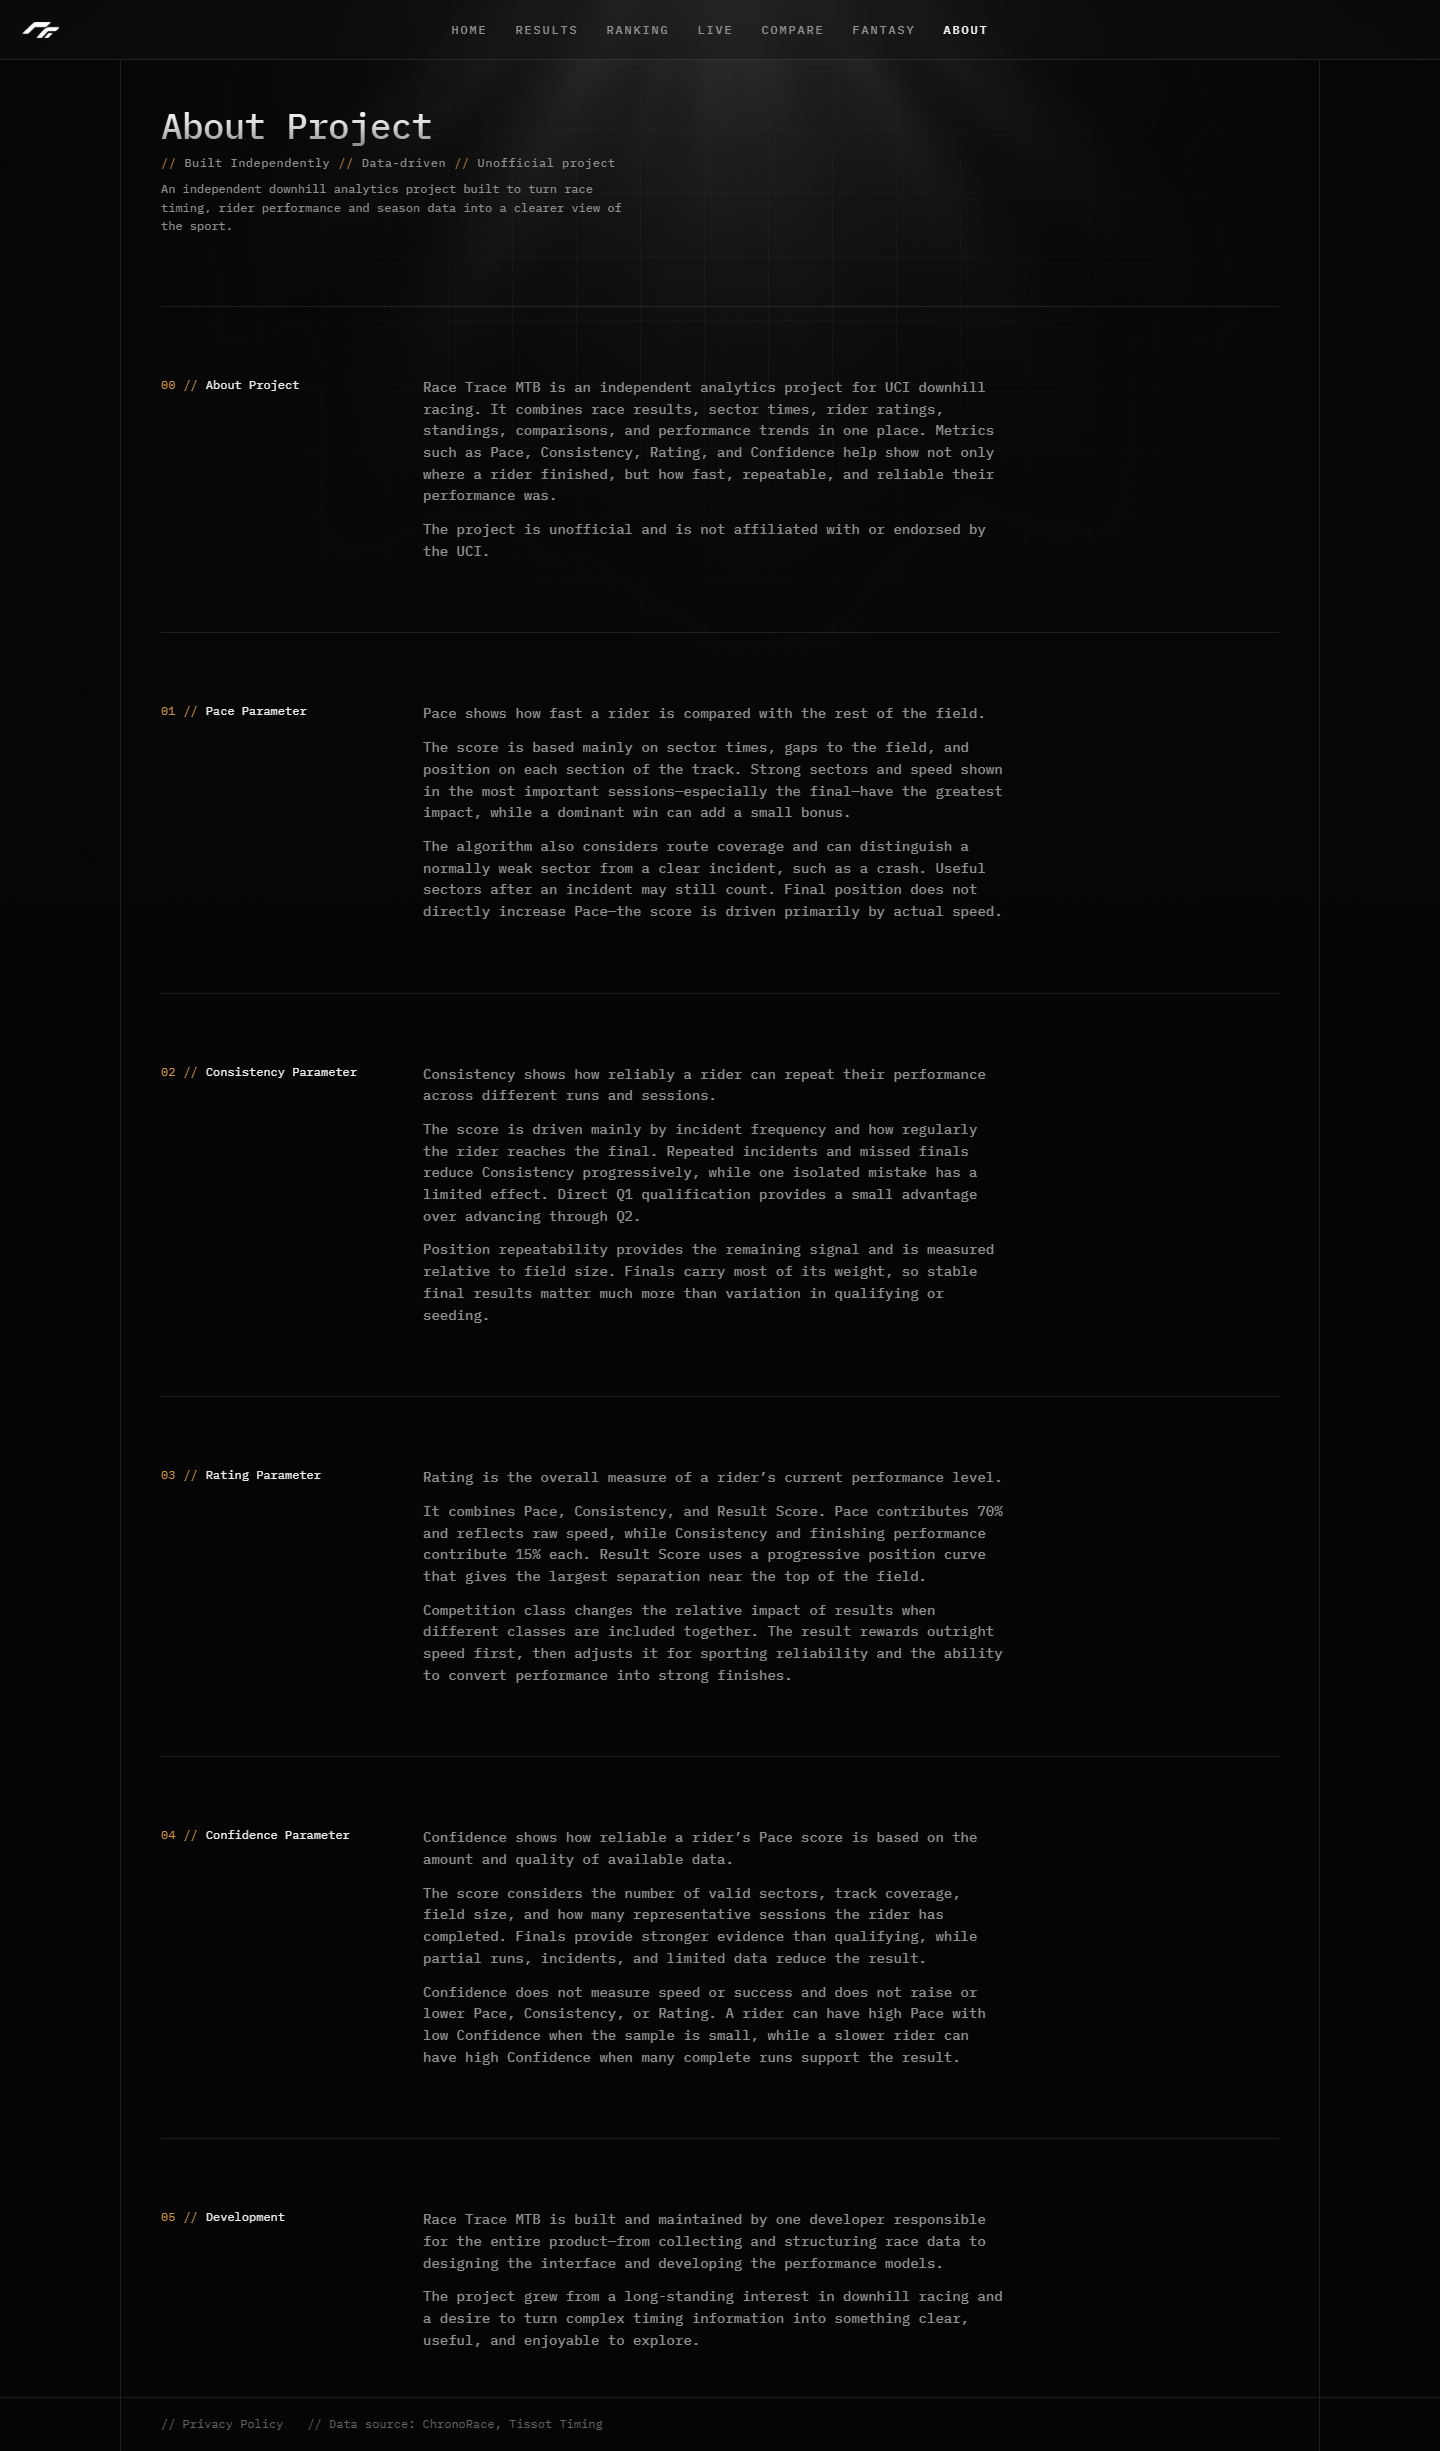 HOME RESULTS RANKING LIVE COMPARE FANTASY ABOUT
About Project
// Built Independently // Data-driven // Unofficial project
An independent downhill analytics project built to turn race
timing, rider performance and season data into a clearer view of
the sport.
00 // About Project
Race Trace MTB is an independent analytics project for UCI downhill
racing. It combines race results, sector times, rider ratings,
standings, comparisons, and performance trends in one place. Metrics
such as Pace, Consistency, Rating, and Confidence help show not only
where a rider finished, but how fast, repeatable, and reliable their
performance was.
The project is unofficial and is not affiliated with or endorsed by
the UCI.
01 // Pace Parameter
Pace shows how fast a rider is compared with the rest of the field.
The score is based mainly on sector times, gaps to the field, and
position on each section of the track. Strong sectors and speed shown
in the most important sessions—especially the final—have the greatest
impact, while a dominant win can add a small bonus.
The algorithm also considers route coverage and can distinguish a
normally weak sector from a clear incident, such as a crash. Useful
sectors after an incident may still count. Final position does not
directly increase Pace—the score is driven primarily by actual speed.
02 // Consistency Parameter
Consistency shows how reliably a rider can repeat their performance
across different runs and sessions.
The score is driven mainly by incident frequency and how regularly
the rider reaches the final. Repeated incidents and missed finals
reduce Consistency progressively, while one isolated mistake has a
limited effect. Direct Q1 qualification provides a small advantage
over advancing through Q2.
Position repeatability provides the remaining signal and is measured
relative to field size. Finals carry most of its weight, so stable
final results matter much more than variation in qualifying or
seeding.
03 // Rating Parameter
Rating is the overall measure of a rider’s current performance level.
It combines Pace, Consistency, and Result Score. Pace contributes 70%
and reflects raw speed, while Consistency and finishing performance
contribute 15% each. Result Score uses a progressive position curve
that gives the largest separation near the top of the field.
Competition class changes the relative impact of results when
different classes are included together. The result rewards outright
speed first, then adjusts it for sporting reliability and the ability
to convert performance into strong finishes.
04 // Confidence Parameter
Confidence shows how reliable a rider’s Pace score is based on the
amount and quality of available data.
The score considers the number of valid sectors, track coverage,
field size, and how many representative sessions the rider has
completed. Finals provide stronger evidence than qualifying, while
partial runs, incidents, and limited data reduce the result.
Confidence does not measure speed or success and does not raise or
lower Pace, Consistency, or Rating. A rider can have high Pace with
low Confidence when the sample is small, while a slower rider can
have high Confidence when many complete runs support the result.
05 // Development
Race Trace MTB is built and maintained by one developer responsible
for the entire product—from collecting and structuring race data to
designing the interface and developing the performance models.
The project grew from a long-standing interest in downhill racing and
a desire to turn complex timing information into something clear,
useful, and enjoyable to explore.
// Privacy Policy // Data source: ChronoRace, Tissot Timing